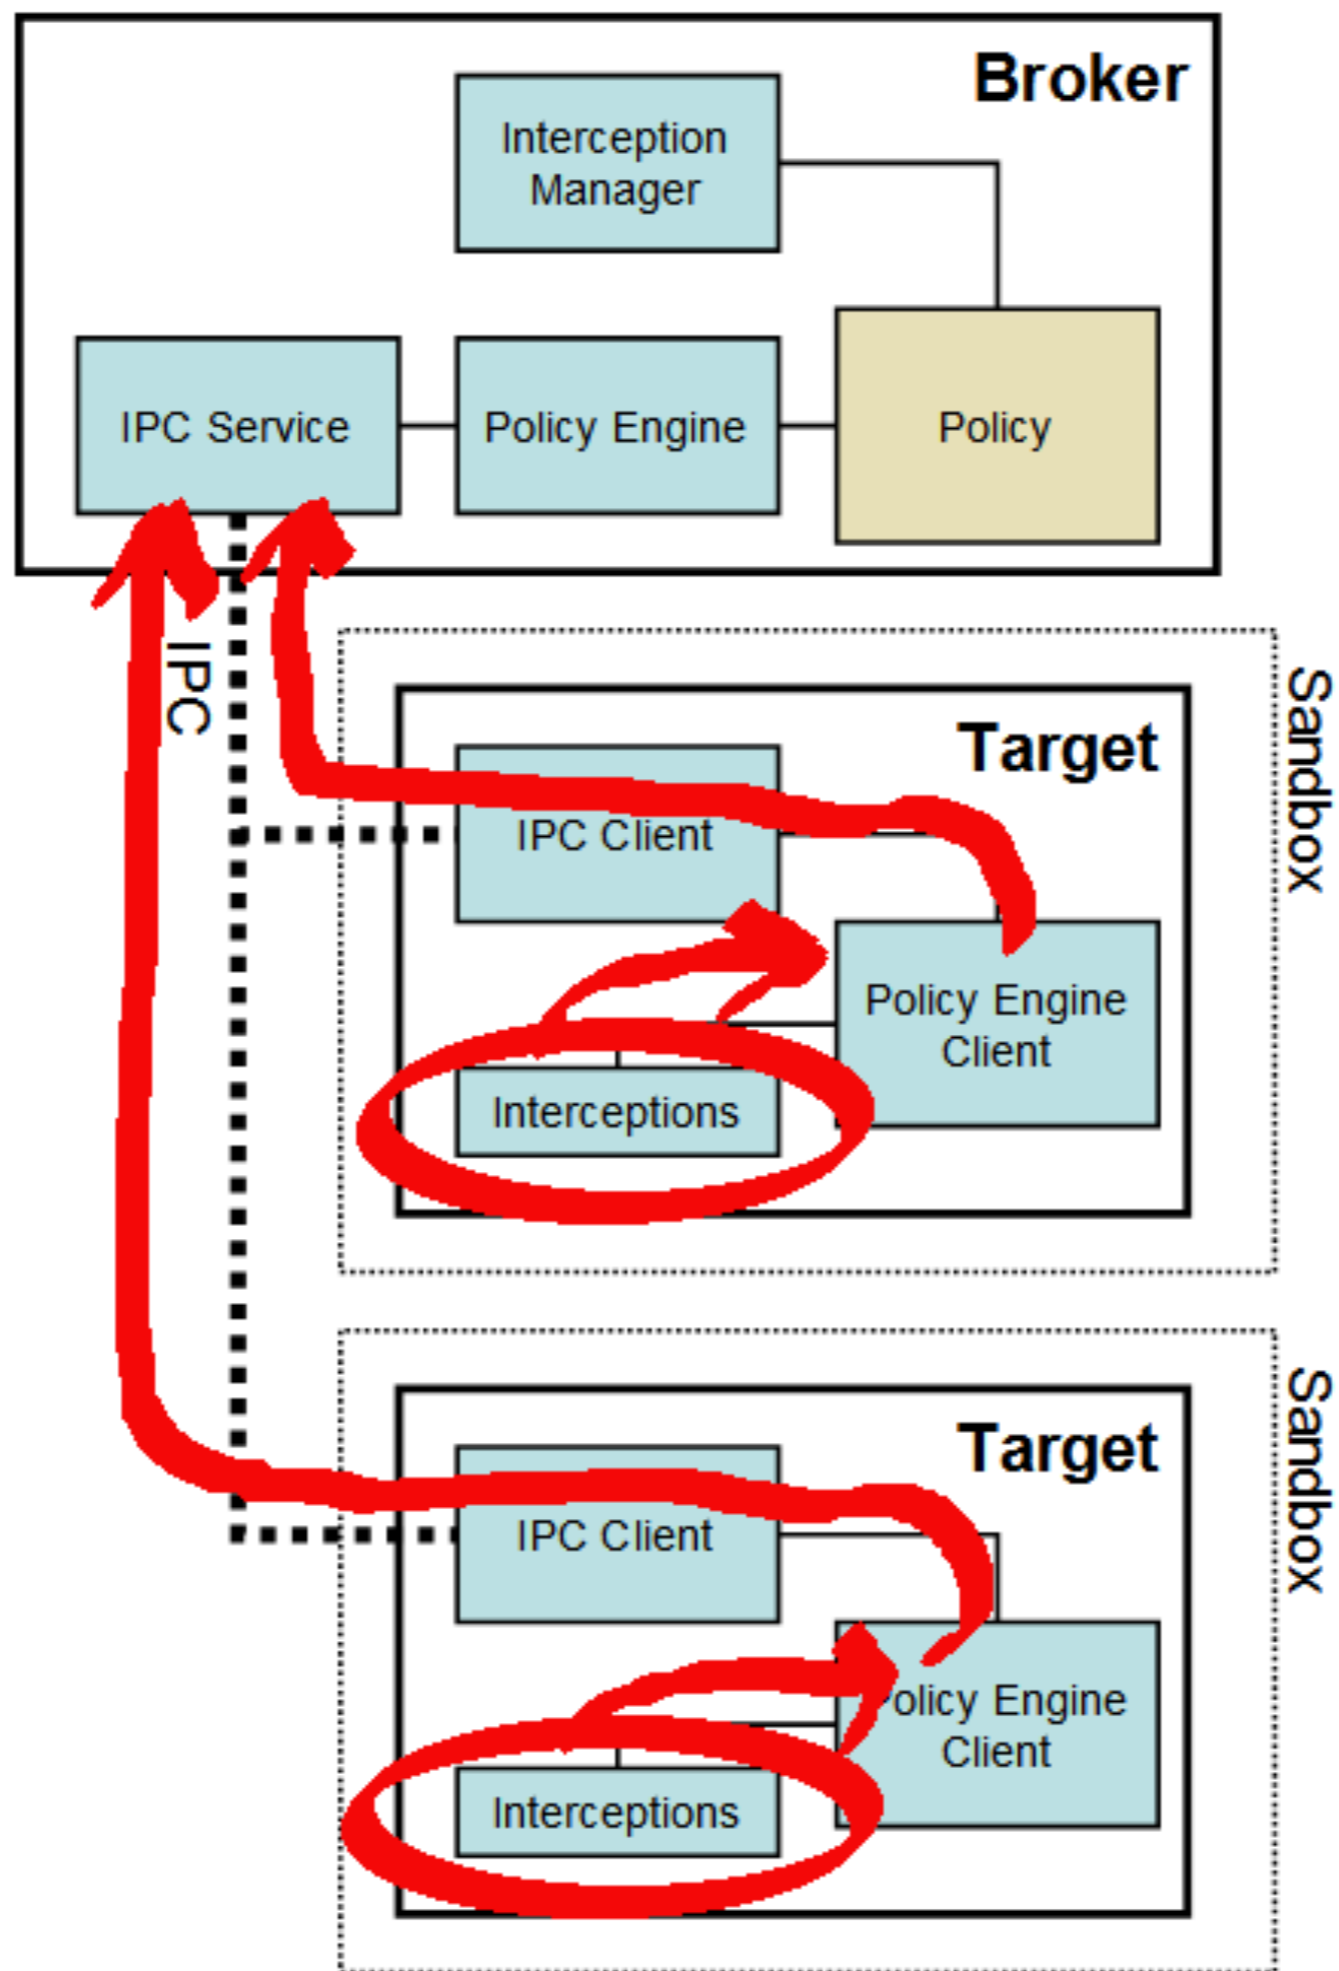 Broker
Interception
Manager
IPC Service
Policy Engine
Policy
IPC
Sandbox
Target
IPC Client
Policy Engine
Client
Interceptions
Sandbox
Target
IPC Client
Policy Engine
Client
Interceptions